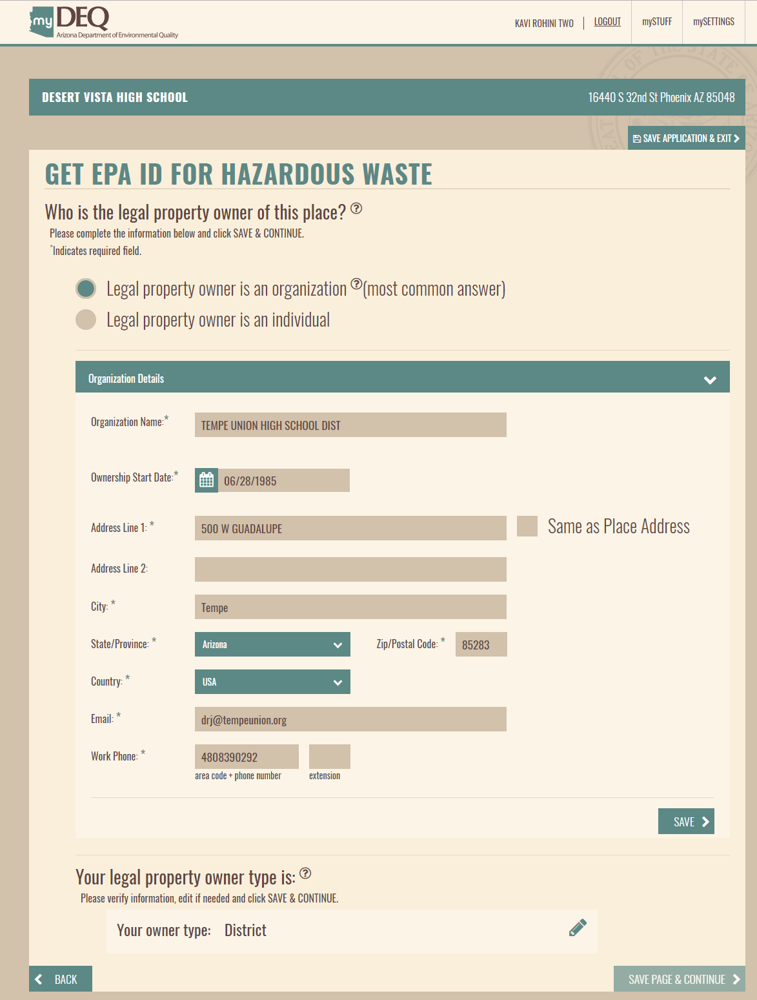 my DEQ
Arizona Department of Environmental Quality
KAVI ROHINI TWO | LOGOUT mySTUFF mySETTINGS
DESERT VISTA HIGH SCHOOL 16440 S 32nd St Phoenix AZ 85048
SAVE APPLICATION & EXIT
GET EPA ID FOR HAZARDOUS WASTE
Who is the legal property owner of this place? ?
Please complete the information below and click SAVE & CONTINUE.
*Indicates required field.
Legal property owner is an organization ?(most common answer)
Legal property owner is an individual
Organization Details
Organization Name:* TEMPE UNION HIGH SCHOOL DIST
Ownership Start Date:* 06/28/1985
Address Line 1: * 500 W GUADALUPE Same as Place Address
Address Line 2:
City: * Tempe
State/Province: * Arizona Zip/Postal Code: * 85283
Country: * USA
Email: * drj@tempeunion.org
Work Phone: * 4808390292
area code + phone number extension
SAVE
Your legal property owner type is: ?
Please verify information, edit if needed and click SAVE & CONTINUE.
Your owner type: District
BACK SAVE PAGE & CONTINUE